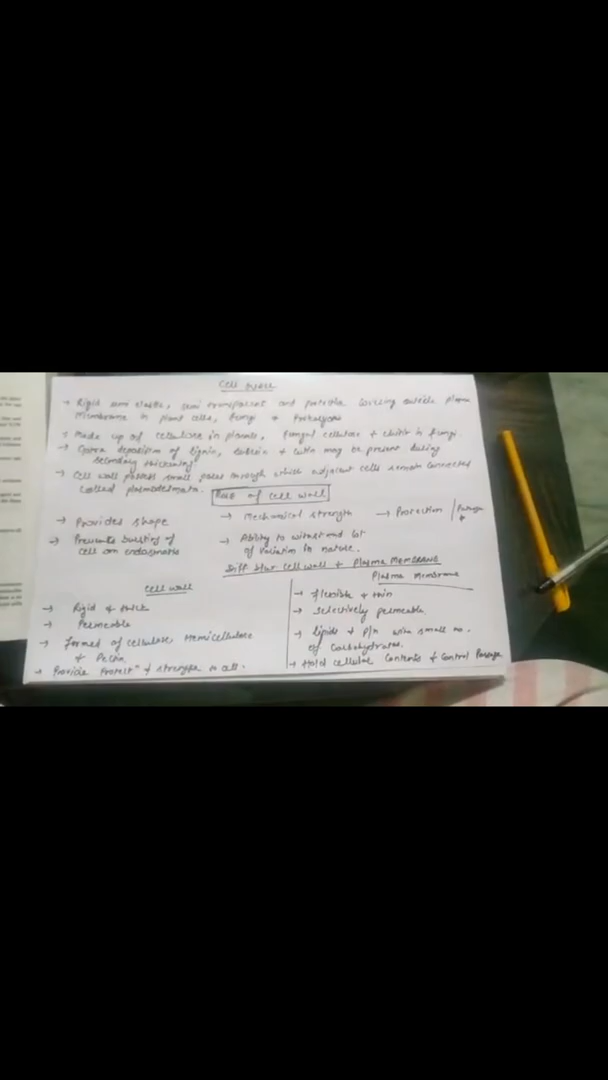 Cell wall
→ Rigid semi elastic, semi transparent and protective covering outside plasma
Membrane in plant cells, fungi + Prokaryons
→ Made up of cellulose in plants, fungal cellulose + chitin in fungi
→ deposition of lignin, suberin + cutin may be present during
secondary thickening
→ Cell wall possess small pores through which adjacent cells remain connected
called plasmodesmata.
Role of cell wall
→ Provides shape
→ Mechanical strength
→ Protection
→ Prevents bursting of
cell on endosmosis
→ Ability to withstand lot
of variation in nature.
Diff b/w Cell wall + PLASMA MEMBRANE
Cell wall
→ Rigid + thick
→ Permeable
→ Formed of cellulose, Hemicellulose
+ Pectin
→ Provide Protectⁿ + strength to cell.
Plasma Membrane
→ flexible + thin
→ Selectively permeable
→ lipids + p/n with small no.
of Carbohydrates.
→ Hold cellular Contents + Control Passage